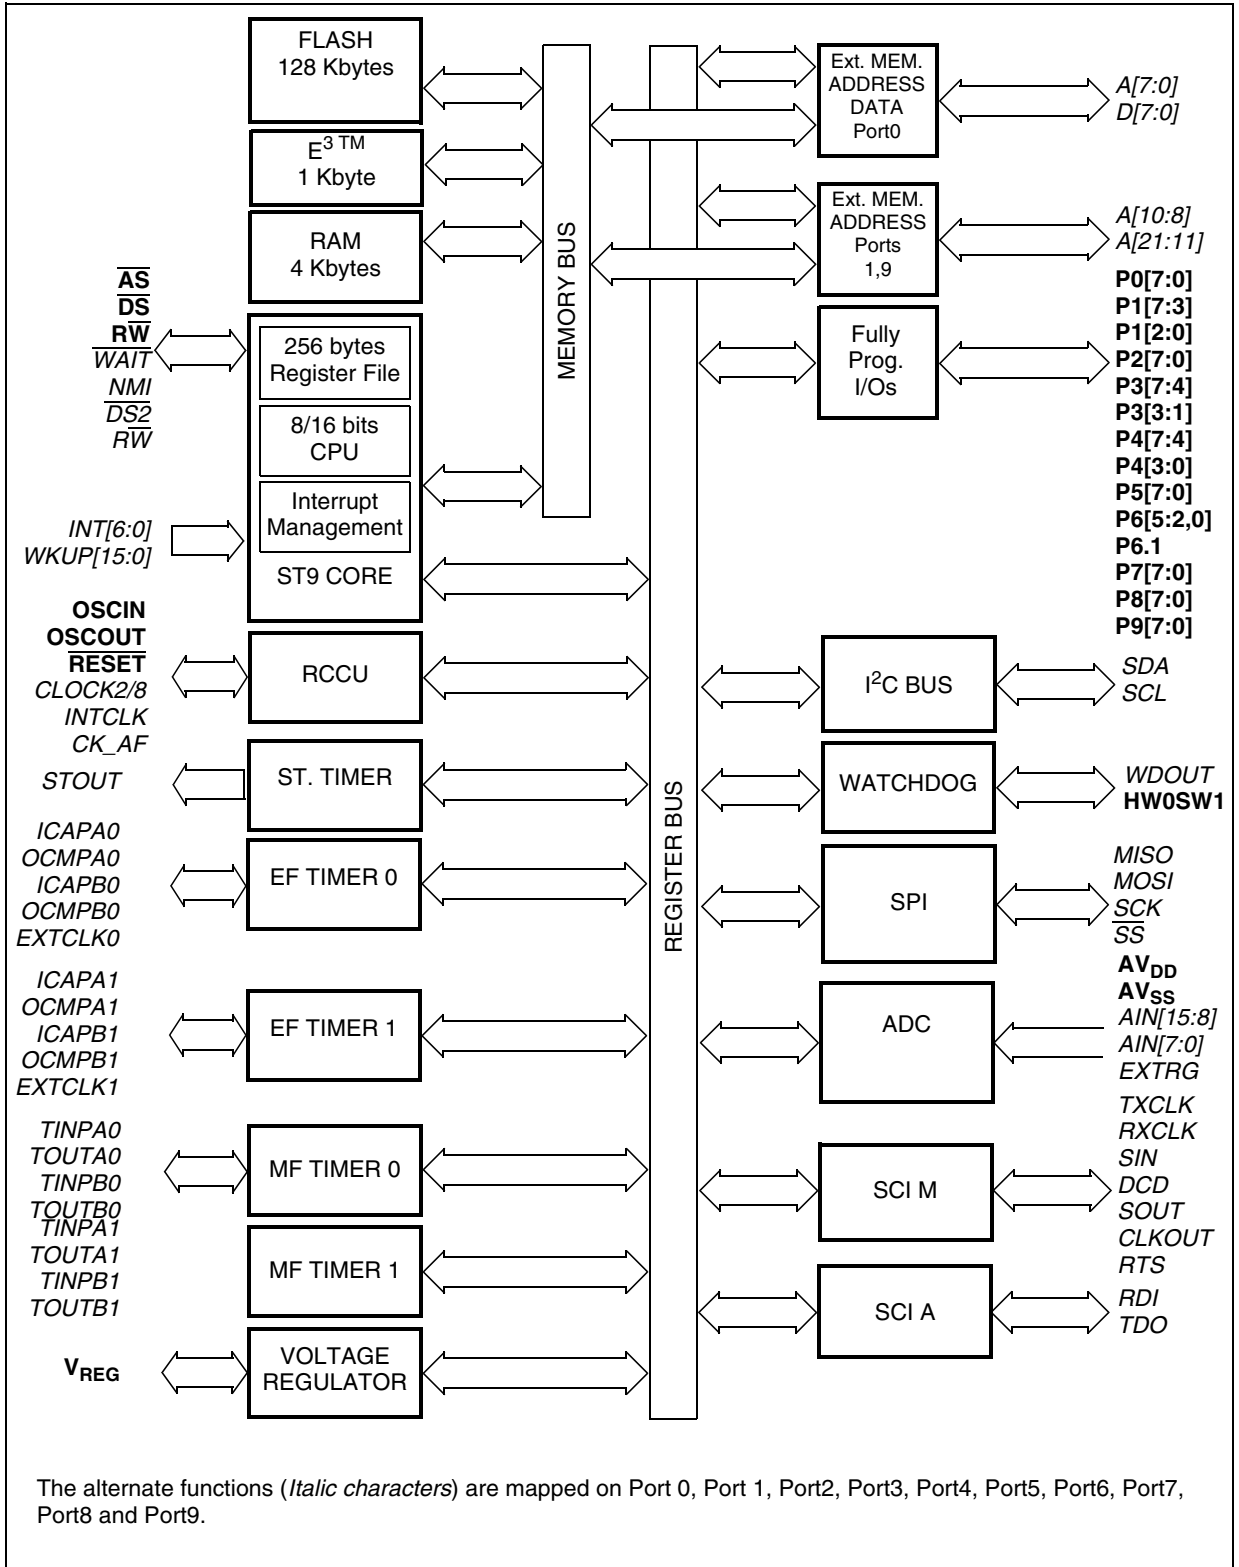 FLASH
128 Kbytes
E3 TM
1 Kbyte
RAM
4 Kbytes
AS
DS
RW
WAIT
NMI
DS2
RW
256 bytes
Register File
8/16 bits
CPU
Interrupt
Management
ST9 CORE
INT[6:0]
WKUP[15:0]
OSCIN
OSCOUT
RESET
CLOCK2/8
INTCLK
CK_AF
RCCU
STOUT
ST. TIMER
ICAPA0
OCMPA0
ICAPB0
OCMPB0
EXTCLK0
EF TIMER 0
ICAPA1
OCMPA1
ICAPB1
OCMPB1
EXTCLK1
EF TIMER 1
TINPA0
TOUTA0
TINPB0
TOUTB0
MF TIMER 0
TINPA1
TOUTA1
TINPB1
TOUTB1
MF TIMER 1
VREG
VOLTAGE
REGULATOR
MEMORY BUS
REGISTER BUS
Ext. MEM.
ADDRESS
DATA
Port0
A[7:0]
D[7:0]
Ext. MEM.
ADDRESS
Ports
1,9
A[10:8]
A[21:11]
Fully
Prog.
I/Os
P0[7:0]
P1[7:3]
P1[2:0]
P2[7:0]
P3[7:4]
P3[3:1]
P4[7:4]
P4[3:0]
P5[7:0]
P6[5:2,0]
P6.1
P7[7:0]
P8[7:0]
P9[7:0]
I2C BUS
SDA
SCL
WATCHDOG
WDOUT
HW0SW1
SPI
MISO
MOSI
SCK
SS
ADC
AVDD
AVSS
AIN[15:8]
AIN[7:0]
EXTRG
SCI M
TXCLK
RXCLK
SIN
DCD
SOUT
CLKOUT
RTS
SCI A
RDI
TDO
The alternate functions (Italic characters) are mapped on Port 0, Port 1, Port2, Port3, Port4, Port5, Port6, Port7,
Port8 and Port9.